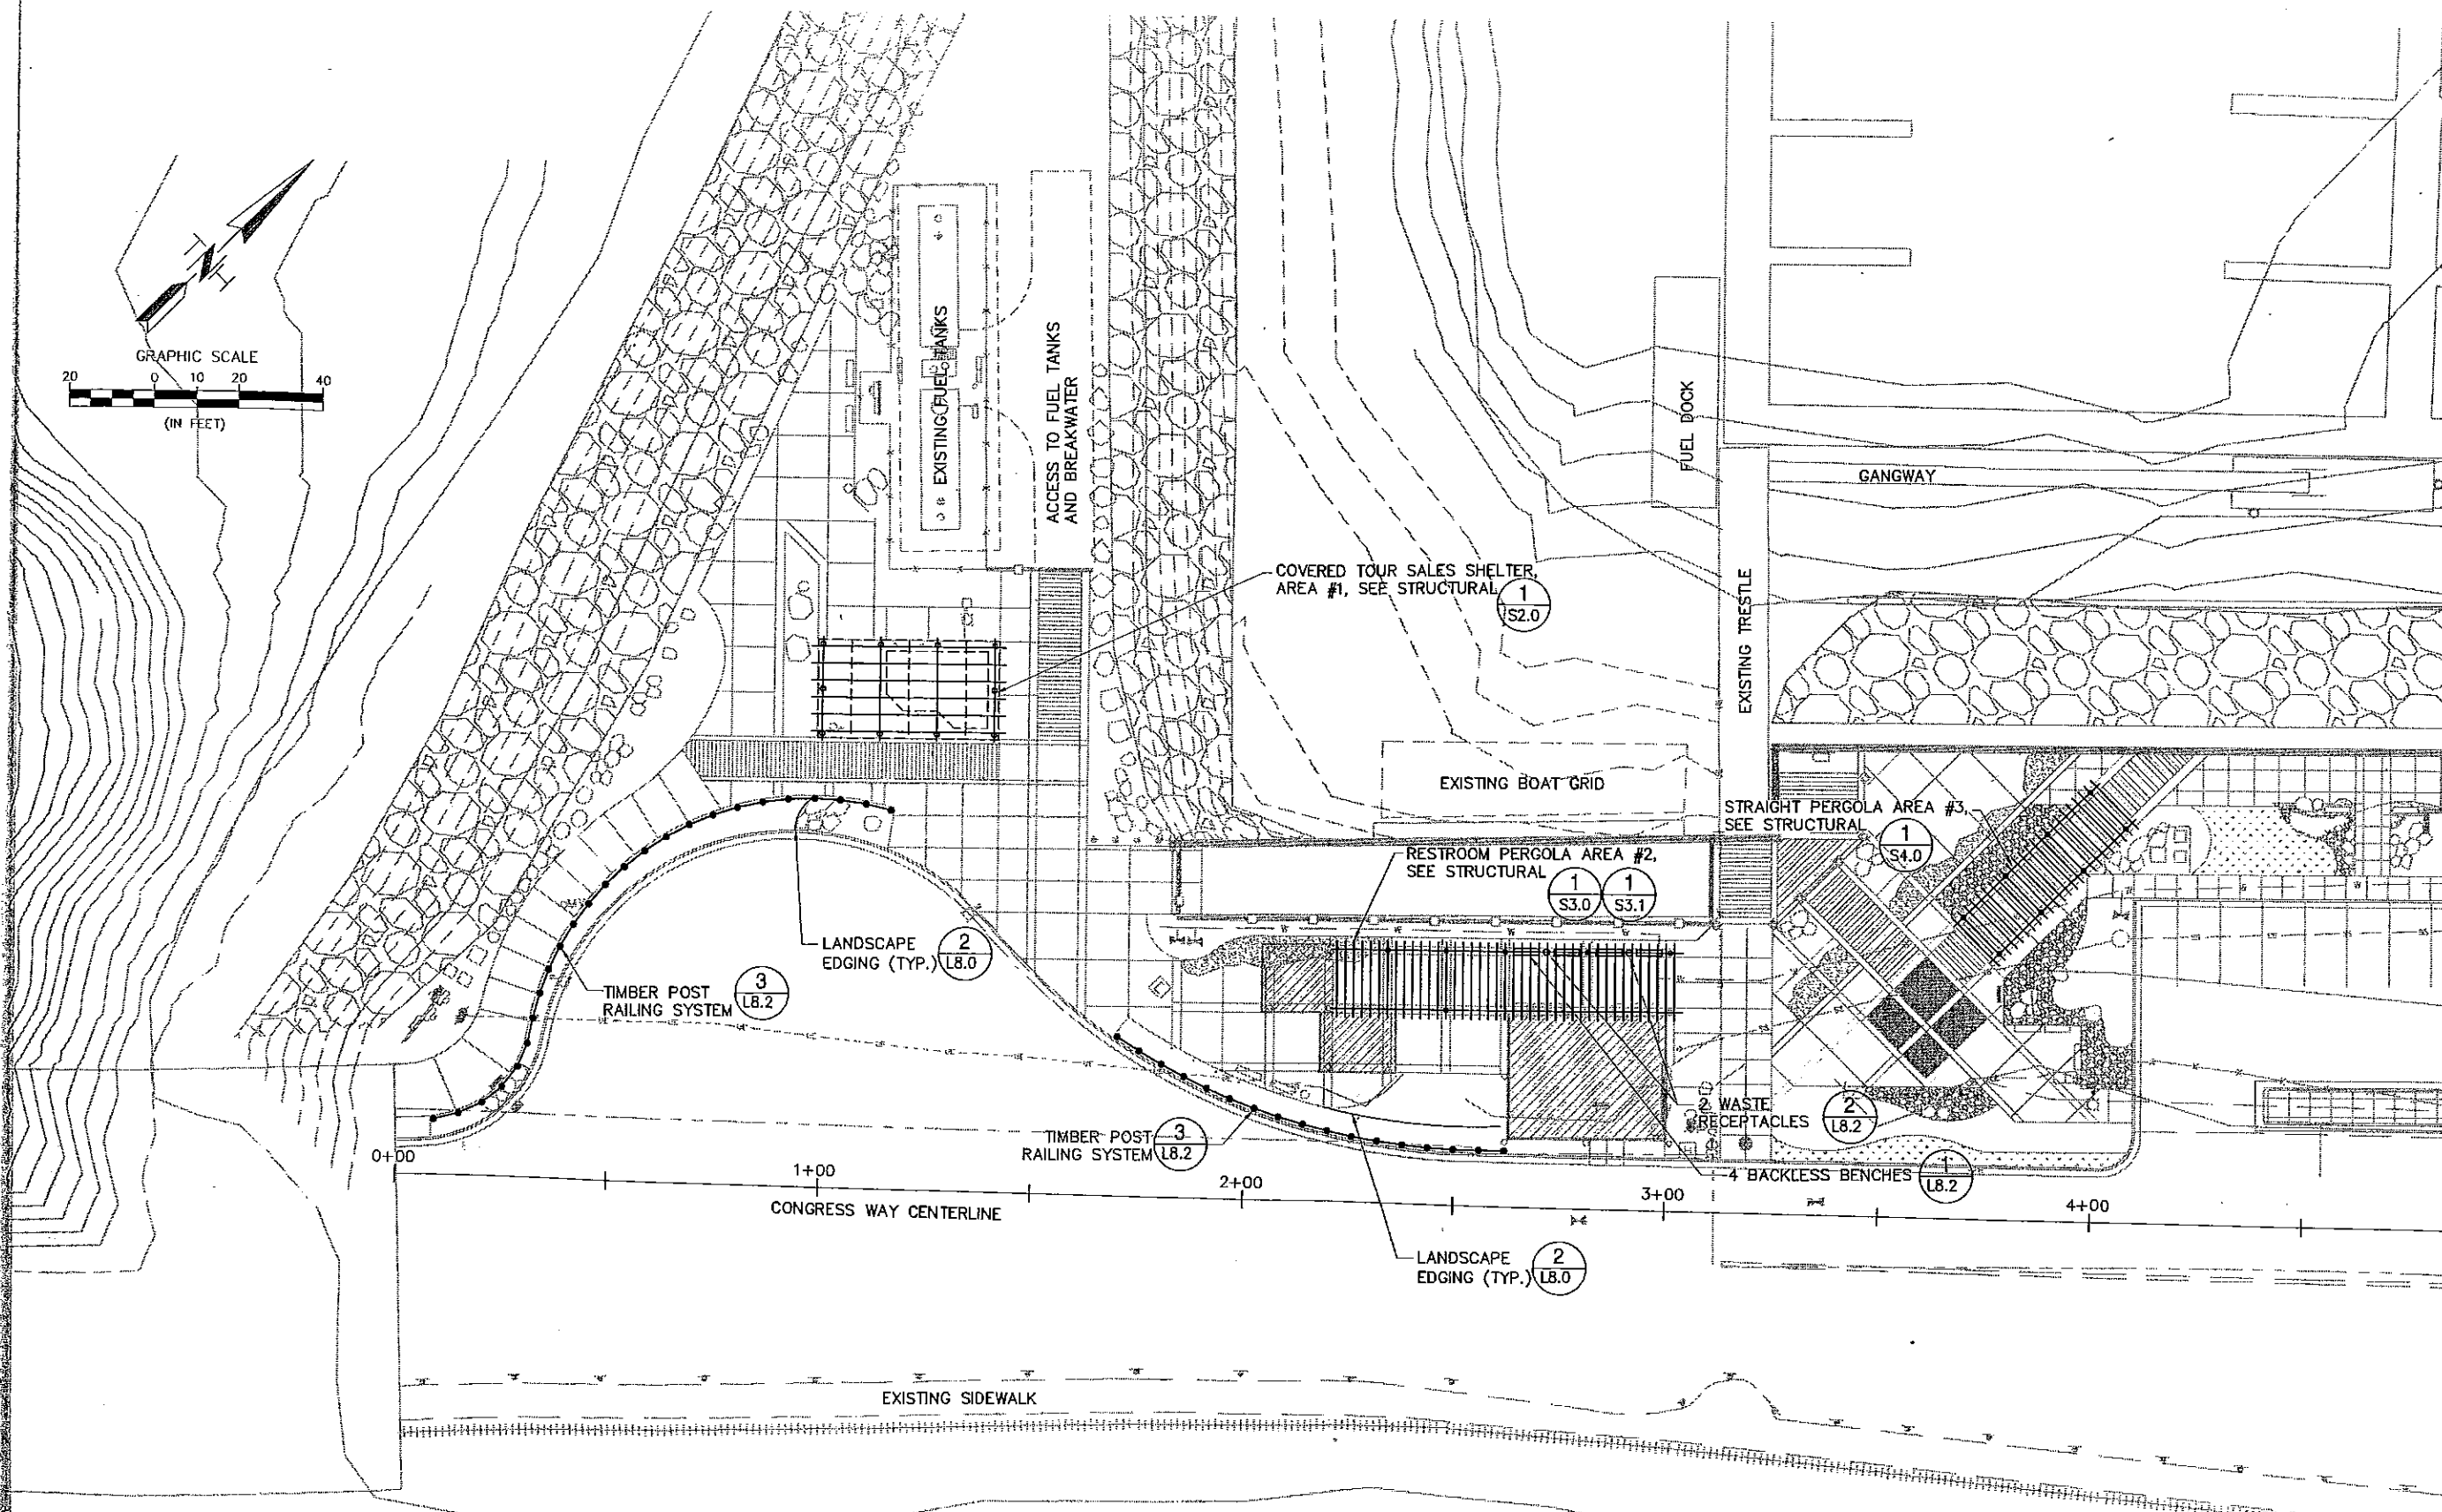 N
GRAPHIC SCALE
20 0 10 20 40
(IN FEET)
EXISTING FUEL TANKS
ACCESS TO FUEL TANKS
AND BREAKWATER
FUEL DOCK
GANGWAY
EXISTING TRESTLE
COVERED TOUR SALES SHELTER,
AREA #1, SEE STRUCTURAL
1
S2.0
EXISTING BOAT GRID
STRAIGHT PERGOLA AREA #3,
SEE STRUCTURAL
1
S4.0
RESTROOM PERGOLA AREA #2,
SEE STRUCTURAL
1
S3.0
1
S3.1
LANDSCAPE
EDGING (TYP.)
2
L8.0
TIMBER POST
RAILING SYSTEM
3
L8.2
2 WASTE
RECEPTACLES
2
L8.2
TIMBER POST
RAILING SYSTEM
3
L8.2
4 BACKLESS BENCHES
1
L8.2
0+00
1+00
2+00
3+00
4+00
CONGRESS WAY CENTERLINE
LANDSCAPE
EDGING (TYP.)
2
L8.0
EXISTING SIDEWALK